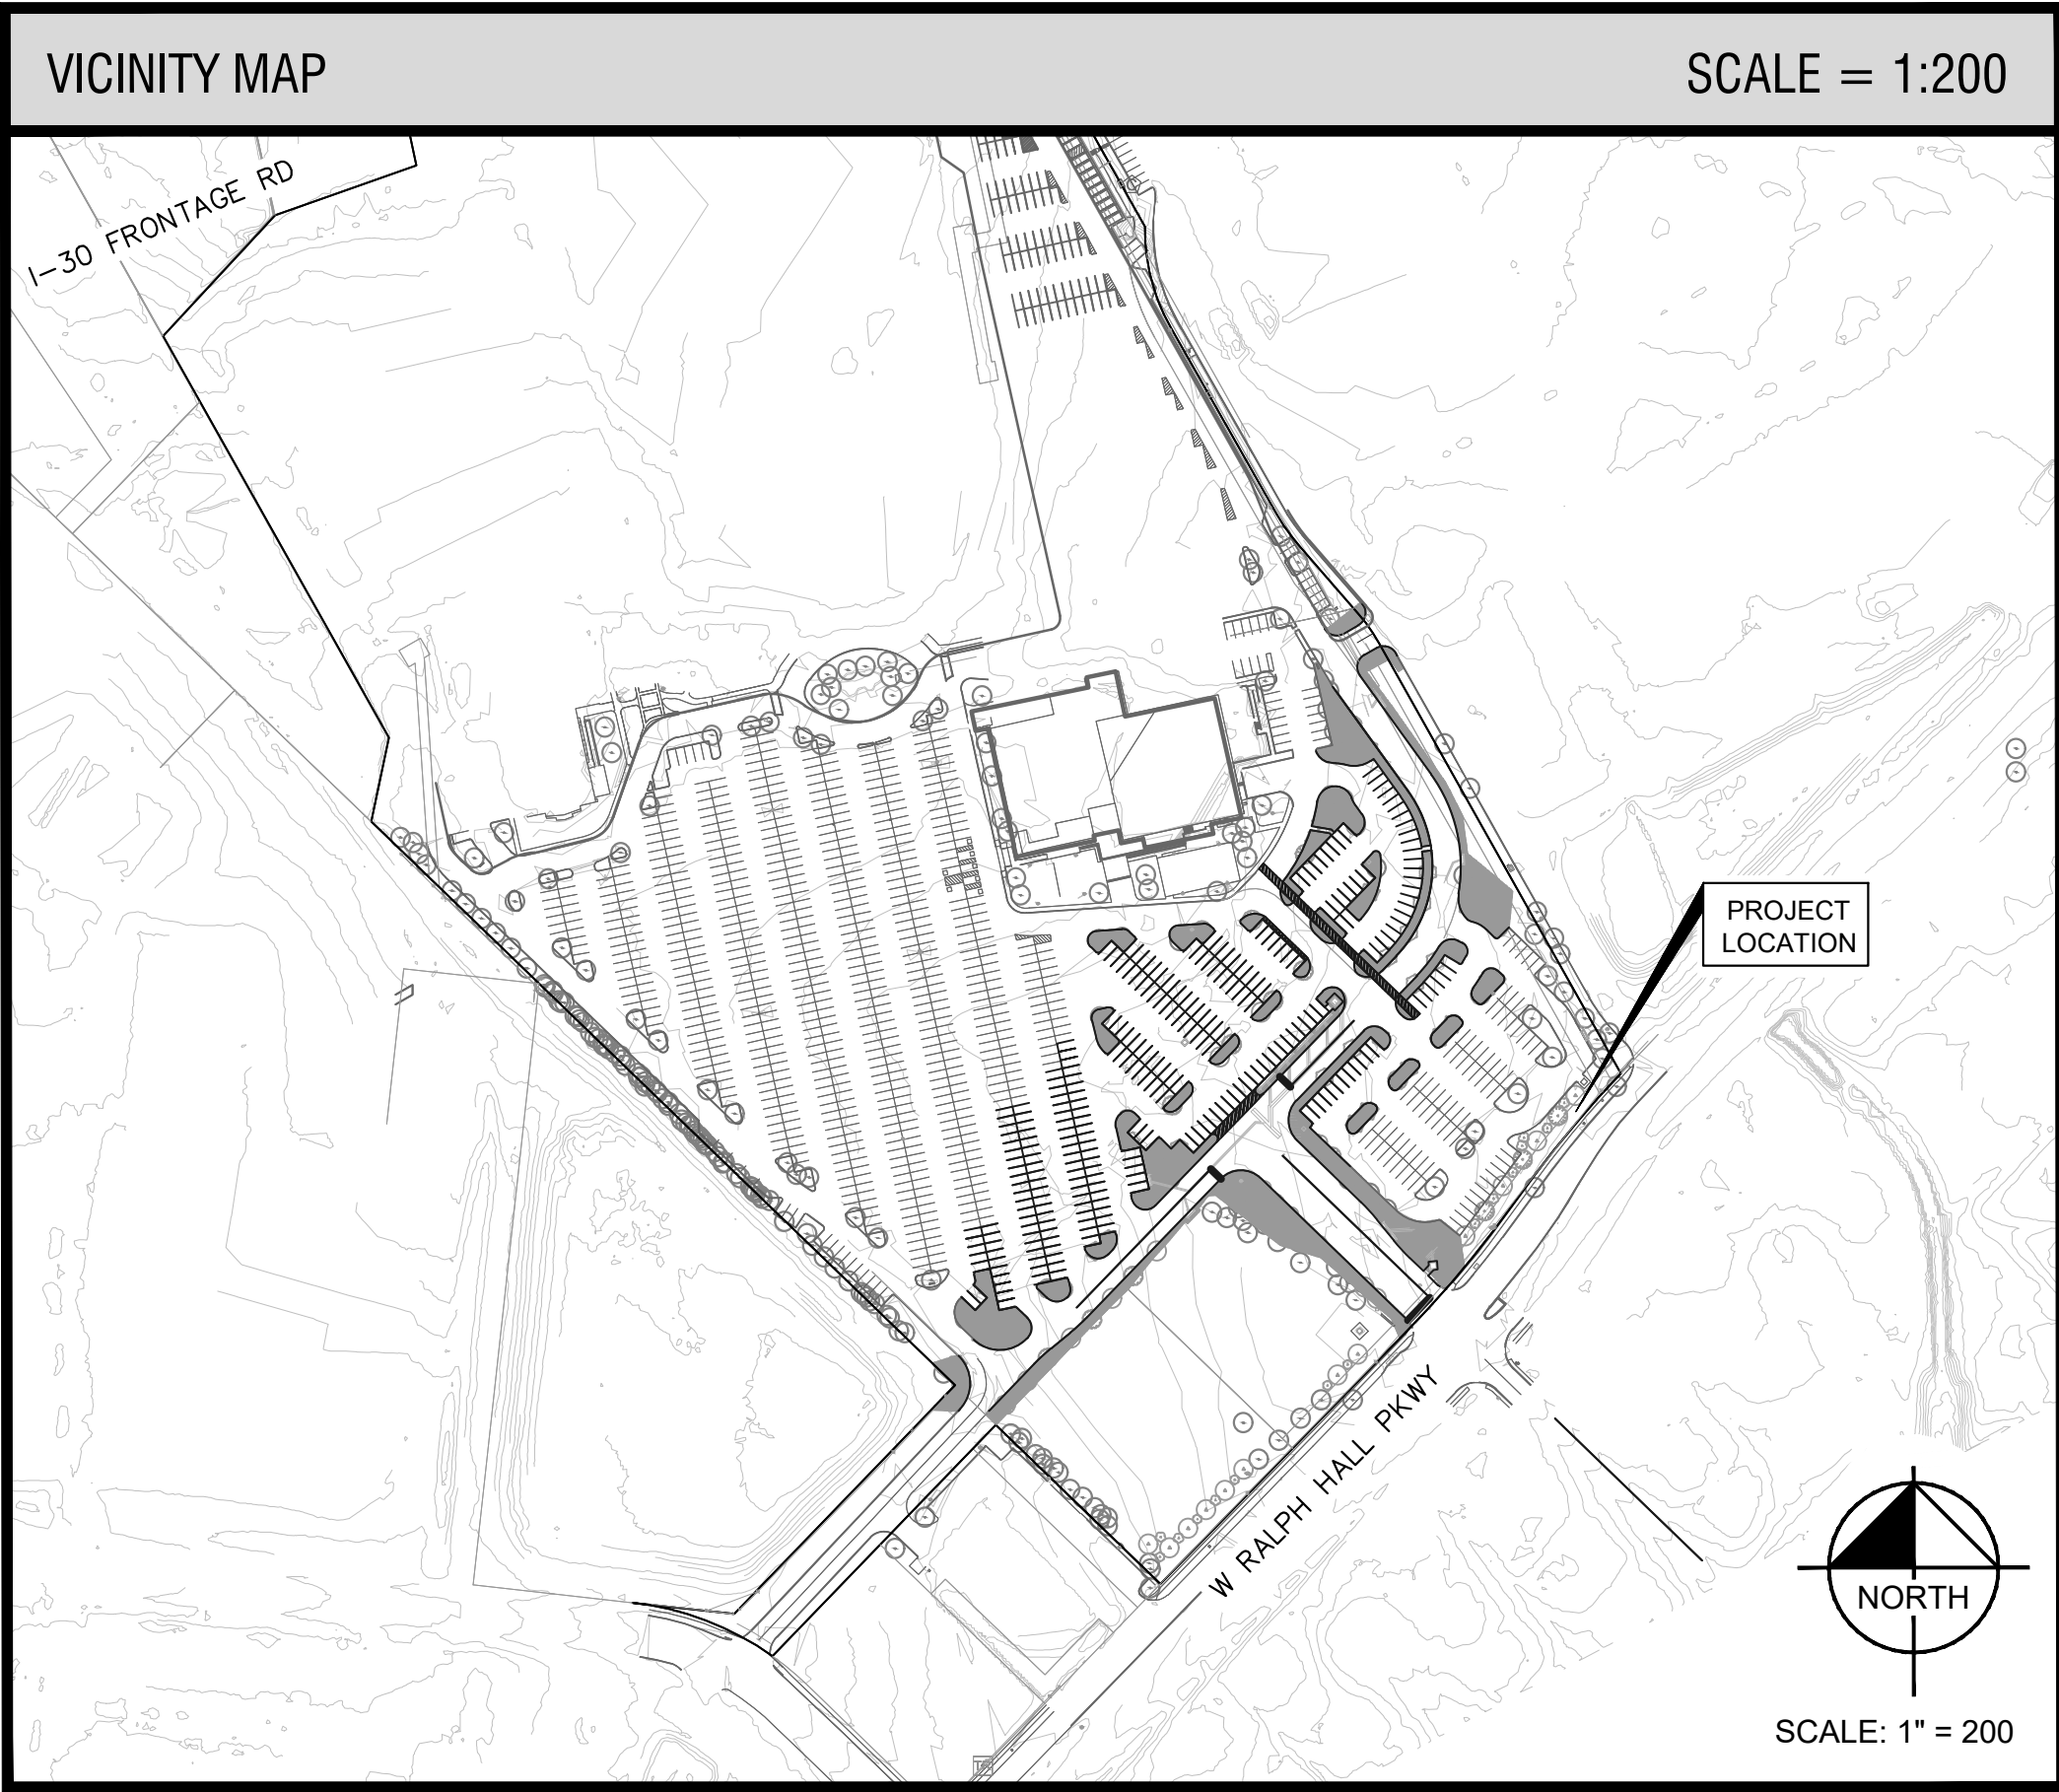 VICINITY MAP
SCALE = 1:200
I-30 FRONTAGE RD
PROJECT
LOCATION
W RALPH HALL PKWY
NORTH
SCALE: 1" = 200